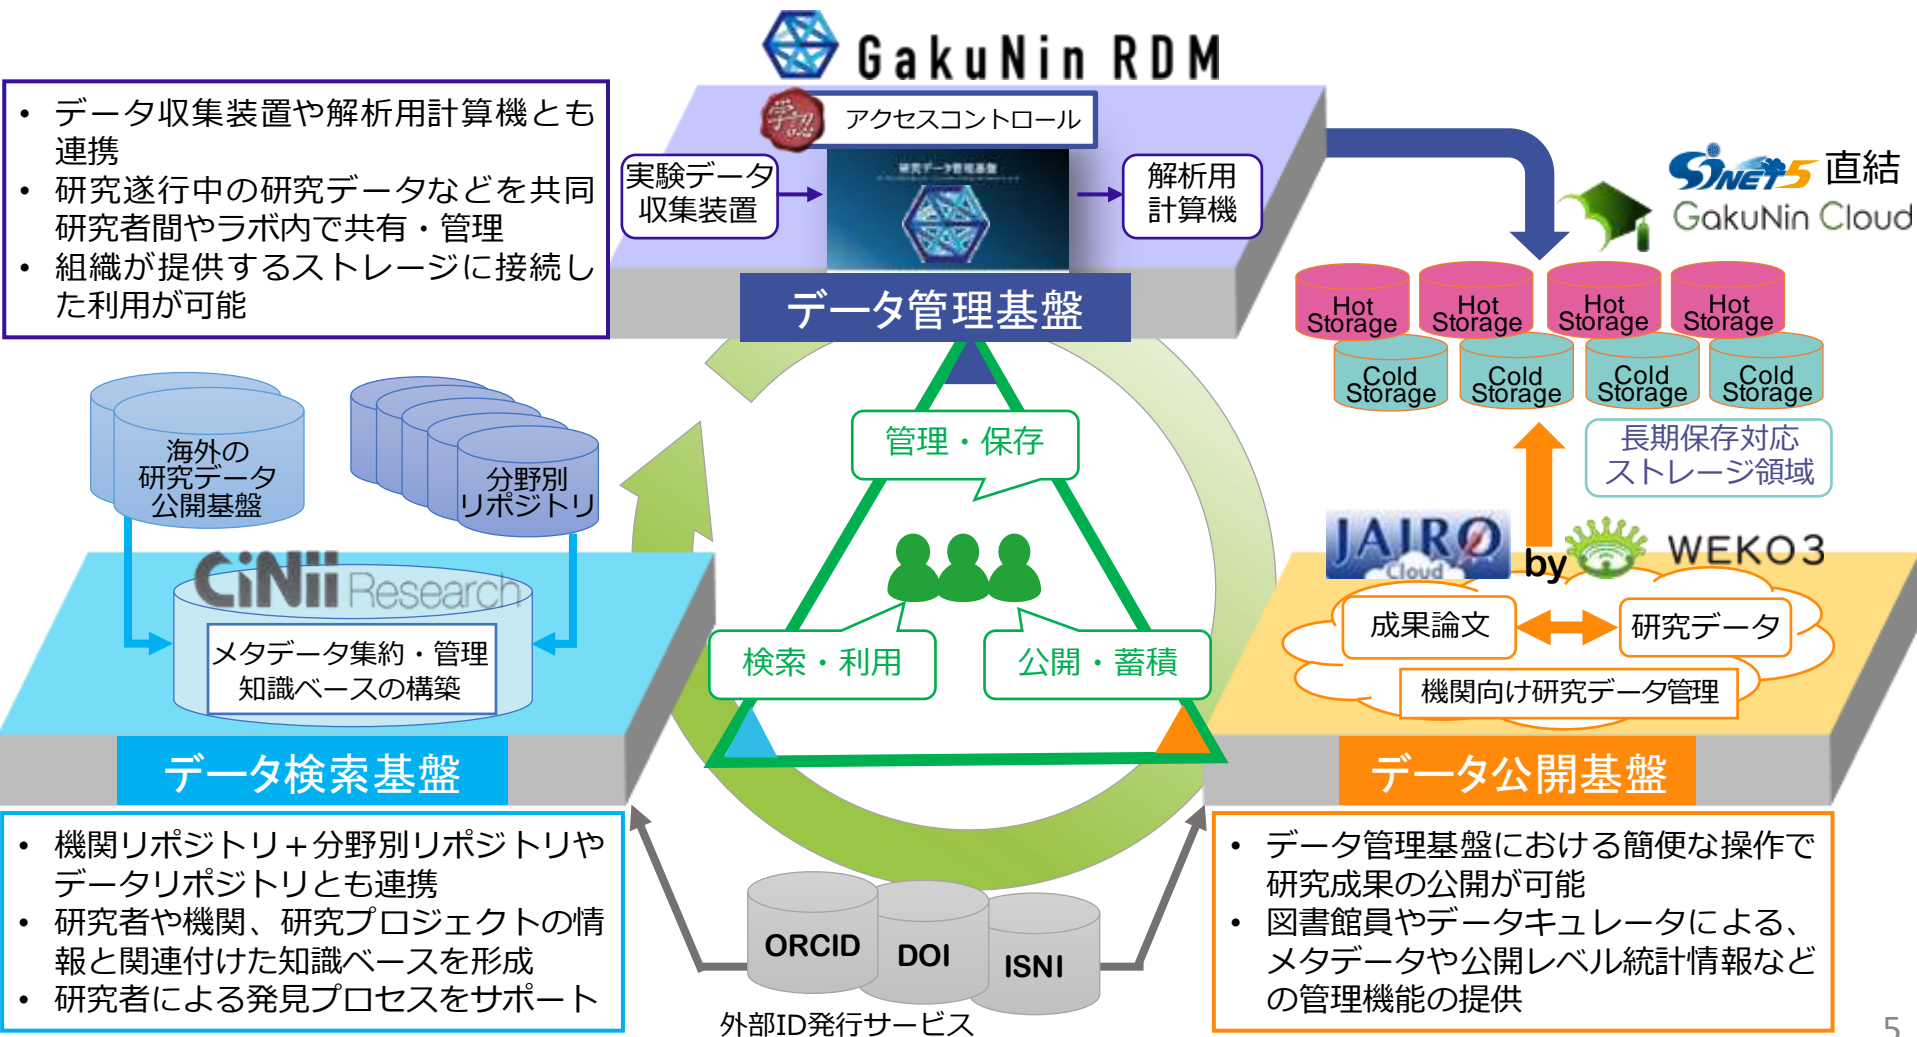 GakuNin RDM
アクセスコントロール
実験データ
収集装置
研究データ管理基盤
解析用
計算機
データ管理基盤
• データ収集装置や解析用計算機とも
連携
• 研究遂行中の研究データなどを共同
研究者間やラボ内で共有・管理
• 組織が提供するストレージに接続し
た利用が可能
SINET5 直結
GakuNin Cloud
Hot
Storage
Hot
Storage
Hot
Storage
Hot
Storage
Cold
Storage
Cold
Storage
Cold
Storage
Cold
Storage
長期保存対応
ストレージ領域
海外の
研究データ
公開基盤
分野別
リポジトリ
CiNii Research
メタデータ集約・管理
知識ベースの構築
データ検索基盤
管理・保存
検索・利用
公開・蓄積
JAIRO
Cloud
by
WEKO3
成果論文
研究データ
機関向け研究データ管理
データ公開基盤
• 機関リポジトリ+分野別リポジトリや
データリポジトリとも連携
• 研究者や機関、研究プロジェクトの情
報と関連付けた知識ベースを形成
• 研究者による発見プロセスをサポート
ORCID
DOI
ISNI
外部ID発行サービス
• データ管理基盤における簡便な操作で
研究成果の公開が可能
• 図書館員やデータキュレータによる、
メタデータや公開レベル統計情報など
の管理機能の提供
5